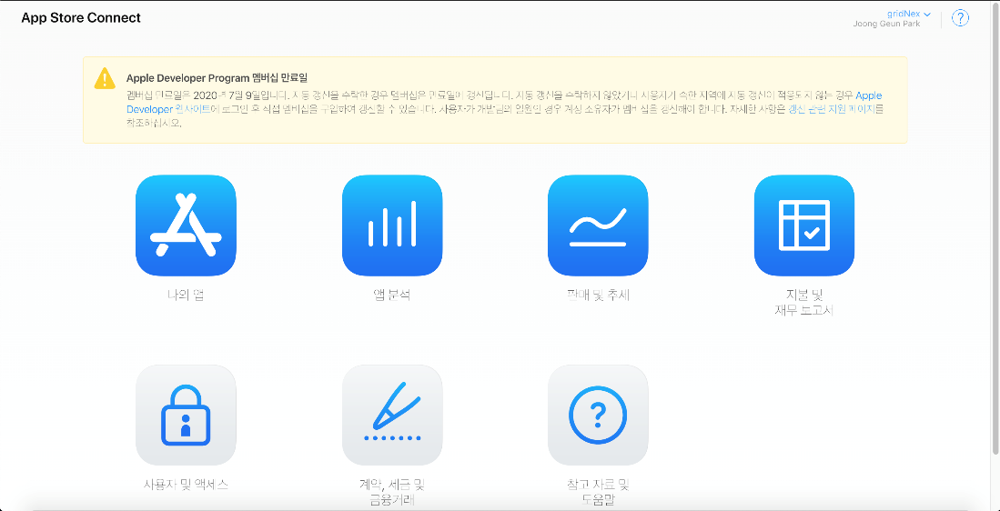 App Store Connect
gridNex
Joong Geun Park
?
Apple Developer Program 멤버십 만료일
멤버십 만료일은 2020년 7월 9일입니다. 자동 갱신을 수락한 경우 멤버십은 만료일에 갱신됩니다. 자동 갱신을 수락하지 않았거나 사용자가 속한 지역에 자동 갱신이 적용되지 않는 경우 Apple
Developer 웹사이트에 로그인 후 직접 멤버십을 구입하여 갱신할 수 있습니다. 사용자가 개발팀의 일원인 경우 계정 소유자가 멤버십을 갱신해야 합니다. 자세한 사항은 갱신 관련 지원 페이지를
참조하십시오.
나의 앱
앱 분석
판매 및 추세
지불 및
재무 보고서
사용자 및 액세스
계약, 세금 및
금융거래
?
참고 자료 및
도움말